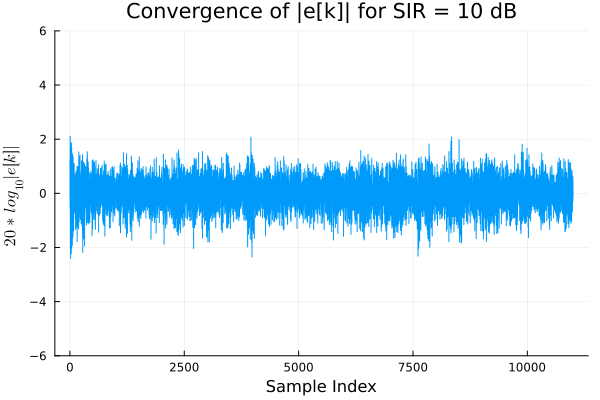 Convergence of |e[k]| for SIR = 10 dB
20 * log₁₀|e[k]|
6
4
2
0
−2
−4
−6
0 2500 5000 7500 10000
Sample Index